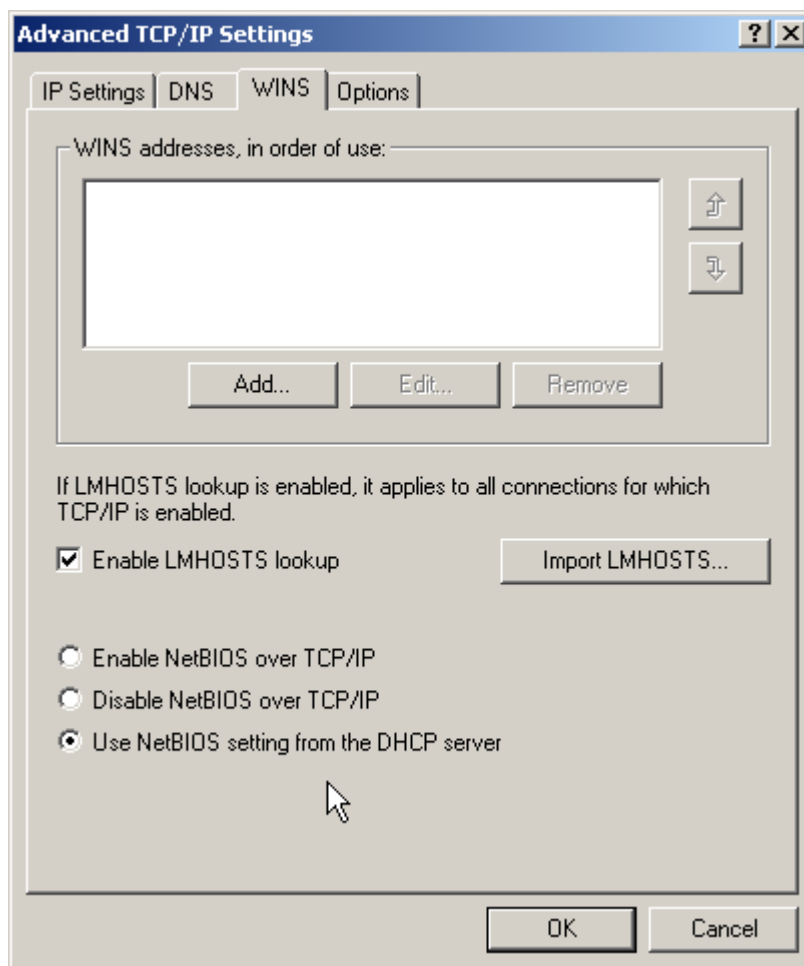 Advanced TCP/IP Settings
IP Settings DNS WINS Options
WINS addresses, in order of use:
Add... Edit... Remove
If LMHOSTS lookup is enabled, it applies to all connections for which
TCP/IP is enabled.
Enable LMHOSTS lookup Import LMHOSTS...
Enable NetBIOS over TCP/IP
Disable NetBIOS over TCP/IP
Use NetBIOS setting from the DHCP server
OK Cancel